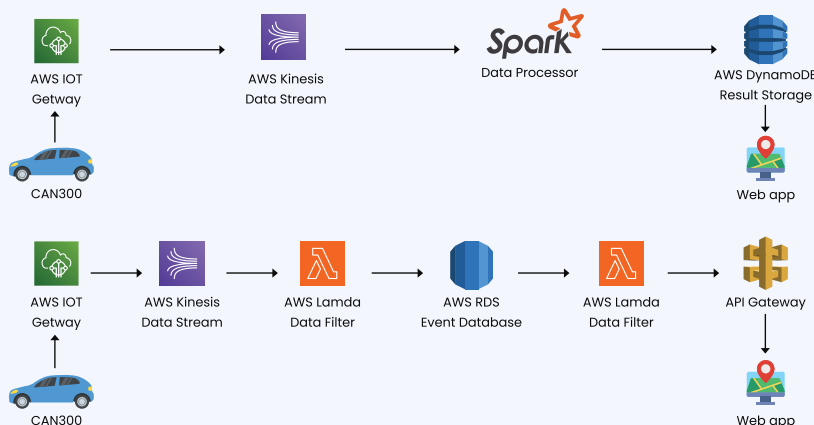 Spark
AWS IOT
Getway
AWS Kinesis
Data Stream
Data Processor
AWS DynamoDB
Result Storage
CAN300
Web app
AWS IOT
Getway
AWS Kinesis
Data Stream
AWS Lamda
Data Filter
AWS RDS
Event Database
AWS Lamda
Data Filter
API Gateway
CAN300
Web app